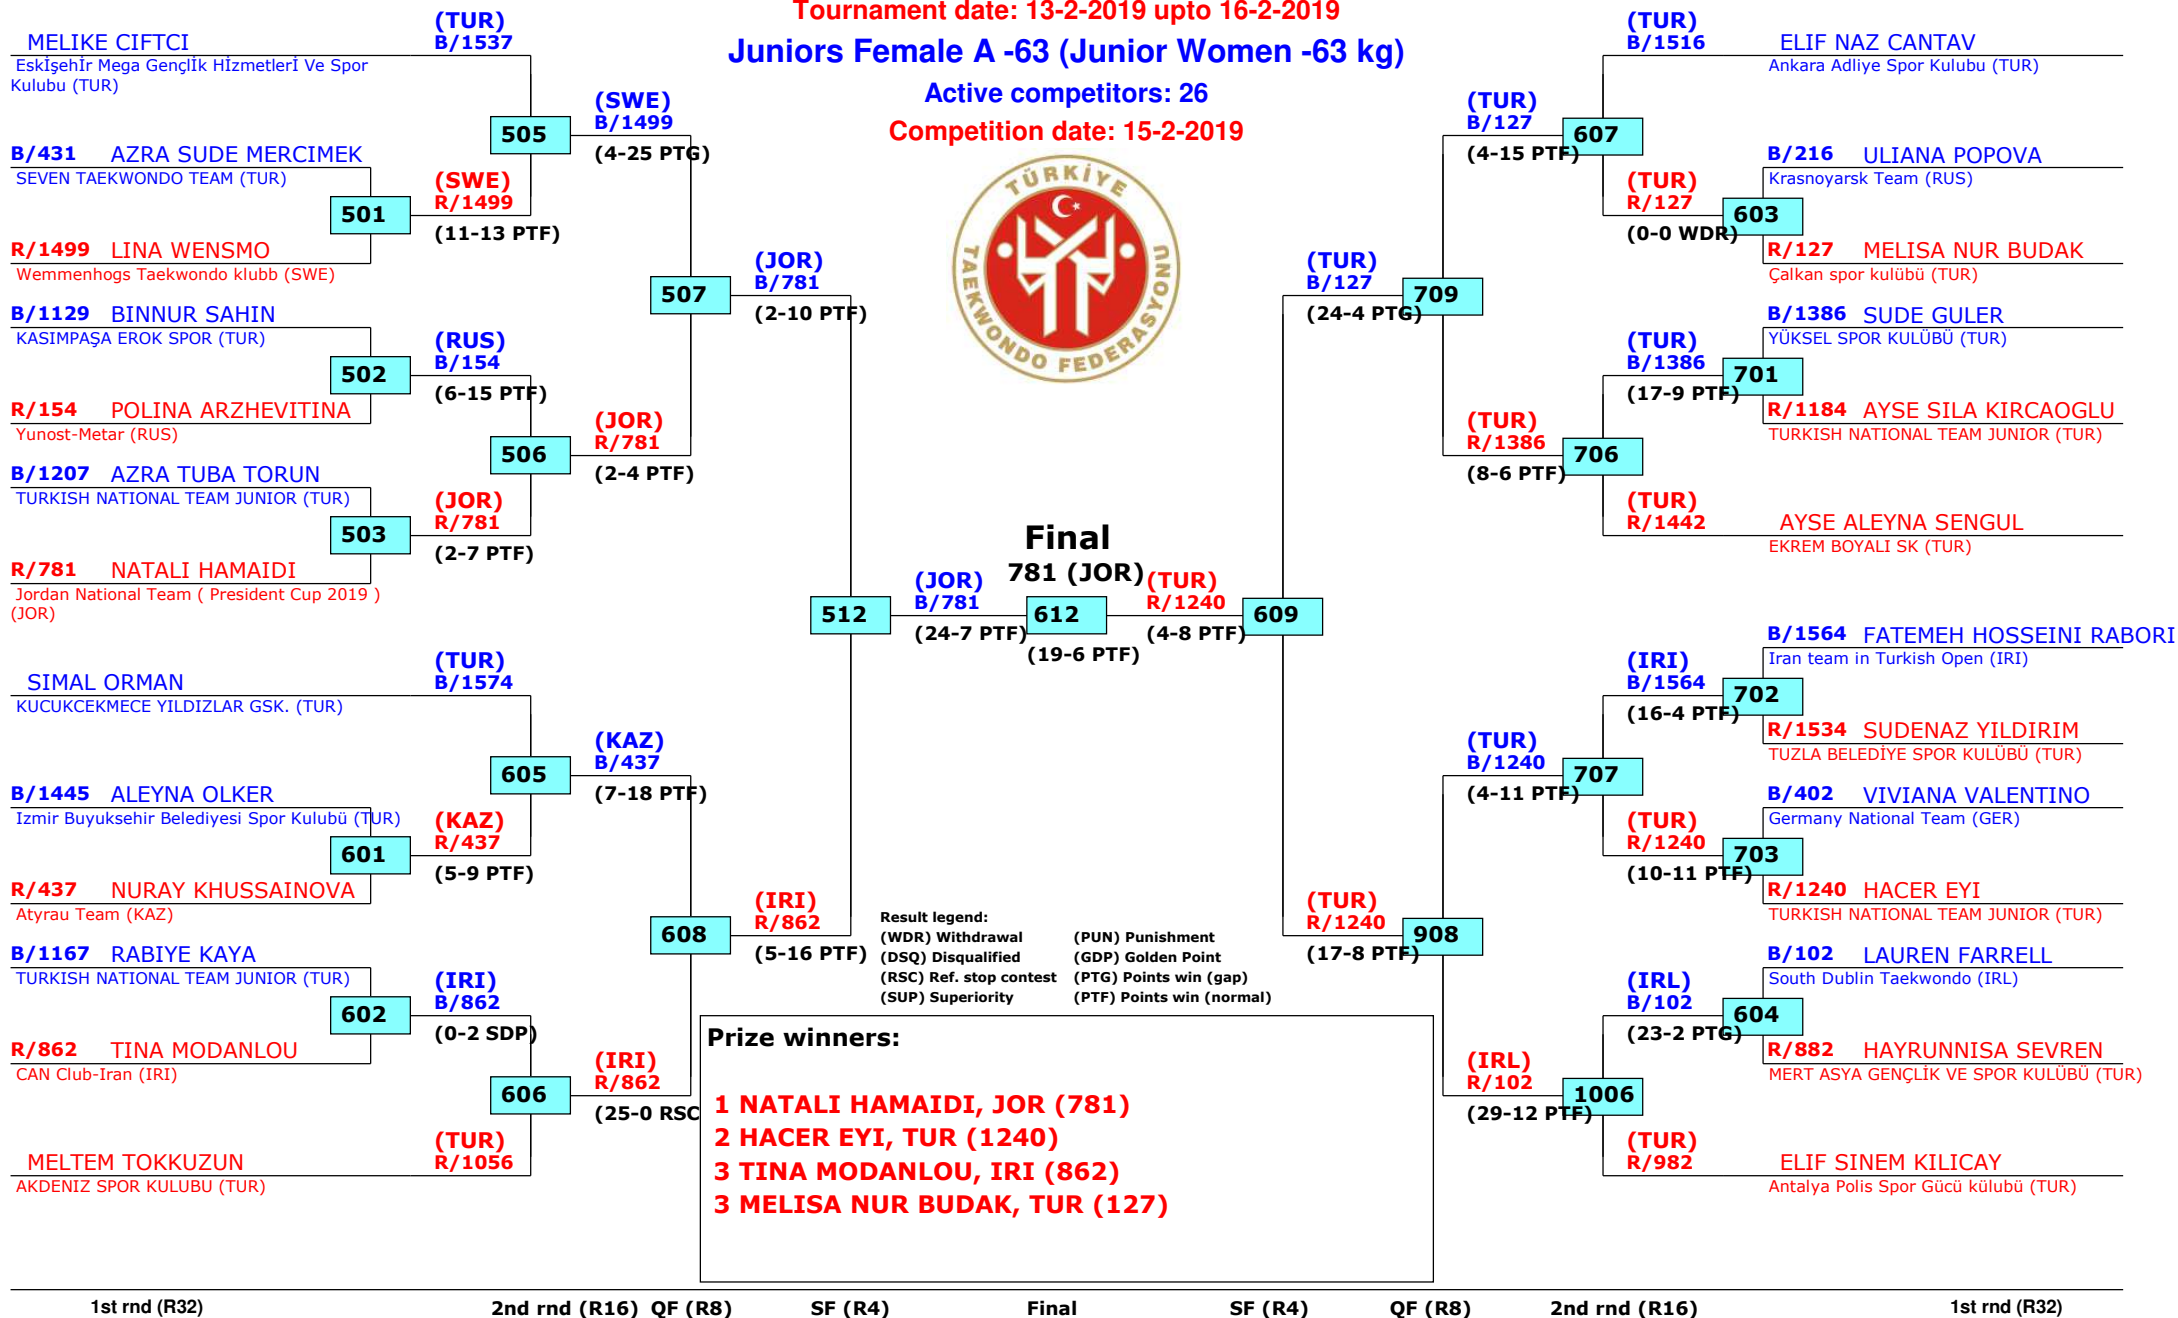 Tournament date: 13-2-2019 upto 16-2-2019
Juniors Female A -63 (Junior Women -63 kg)
Active competitors: 26
Competition date: 15-2-2019
TÜRKİYE
TAEKWONDO FEDERASYONU
MELIKE CIFTCI
(TUR)
B/1537
Eskİşehİr Mega Gençlİk Hİzmetlerİ Ve Spor
Kulubu (TUR)
B/431 AZRA SUDE MERCIMEK
SEVEN TAEKWONDO TEAM (TUR)
501
R/1499 LINA WENSMO
Wemmenhogs Taekwondo klubb (SWE)
(SWE)
R/1499
(11-13 PTF)
505
(SWE)
B/1499
(4-25 PTG)
B/1129 BINNUR SAHIN
KASIMPAŞA EROK SPOR (TUR)
502
R/154 POLINA ARZHEVITINA
Yunost-Metar (RUS)
(RUS)
B/154
(6-15 PTF)
B/1207 AZRA TUBA TORUN
TURKISH NATIONAL TEAM JUNIOR (TUR)
503
R/781 NATALI HAMAIDI
Jordan National Team ( President Cup 2019 )
(JOR)
(JOR)
R/781
(2-7 PTF)
506
(JOR)
R/781
(2-4 PTF)
507
(JOR)
B/781
(2-10 PTF)
SIMAL ORMAN
(TUR)
B/1574
KUCUKCEKMECE YILDIZLAR GSK. (TUR)
B/1445 ALEYNA OLKER
Izmir Buyuksehir Belediyesi Spor Kulubü (TUR)
601
R/437 NURAY KHUSSAINOVA
Atyrau Team (KAZ)
(KAZ)
R/437
(5-9 PTF)
605
(KAZ)
B/437
(7-18 PTF)
B/1167 RABIYE KAYA
TURKISH NATIONAL TEAM JUNIOR (TUR)
602
R/862 TINA MODANLOU
CAN Club-Iran (IRI)
(IRI)
B/862
(0-2 SDP)
MELTEM TOKKUZUN
(TUR)
R/1056
AKDENIZ SPOR KULUBU (TUR)
606
(IRI)
R/862
(25-0 RSC
608
(IRI)
R/862
(5-16 PTF)
512
(JOR)
B/781
(24-7 PTF)
Final
781 (JOR)
612
(19-6 PTF)
(TUR)
R/1240
(4-8 PTF)
609
(TUR)
B/1516
ELIF NAZ CANTAV
Ankara Adliye Spor Kulubu (TUR)
B/216 ULIANA POPOVA
Krasnoyarsk Team (RUS)
603
R/127 MELISA NUR BUDAK
Çalkan spor kulübü (TUR)
(TUR)
R/127
(0-0 WDR)
607
(TUR)
B/127
(4-15 PTF)
B/1386 SUDE GULER
YÜKSEL SPOR KULÜBÜ (TUR)
701
R/1184 AYSE SILA KIRCAOGLU
TURKISH NATIONAL TEAM JUNIOR (TUR)
(TUR)
B/1386
(17-9 PTF)
(TUR)
R/1442
AYSE ALEYNA SENGUL
EKREM BOYALI SK (TUR)
706
(TUR)
R/1386
(8-6 PTF)
709
(TUR)
B/127
(24-4 PTG)
B/1564 FATEMEH HOSSEINI RABORI
Iran team in Turkish Open (IRI)
702
R/1534 SUDENAZ YILDIRIM
TUZLA BELEDİYE SPOR KULÜBÜ (TUR)
(IRI)
B/1564
(16-4 PTF)
B/402 VIVIANA VALENTINO
Germany National Team (GER)
703
R/1240 HACER EYI
TURKISH NATIONAL TEAM JUNIOR (TUR)
(TUR)
R/1240
(10-11 PTF)
707
(TUR)
B/1240
(4-11 PTF)
B/102 LAUREN FARRELL
South Dublin Taekwondo (IRL)
604
R/882 HAYRUNNISA SEVREN
MERT ASYA GENÇLİK VE SPOR KULÜBÜ (TUR)
(IRL)
B/102
(23-2 PTG)
(TUR)
R/982
ELIF SINEM KILICAY
Antalya Polis Spor Gücü külubü (TUR)
1006
(IRL)
R/102
(29-12 PTF)
908
(TUR)
R/1240
(17-8 PTF)
Result legend:
(WDR) Withdrawal (PUN) Punishment
(DSQ) Disqualified (GDP) Golden Point
(RSC) Ref. stop contest (PTG) Points win (gap)
(SUP) Superiority (PTF) Points win (normal)
Prize winners:
1 NATALI HAMAIDI, JOR (781)
2 HACER EYI, TUR (1240)
3 TINA MODANLOU, IRI (862)
3 MELISA NUR BUDAK, TUR (127)
1st rnd (R32) 2nd rnd (R16) QF (R8) SF (R4) Final SF (R4) QF (R8) 2nd rnd (R16) 1st rnd (R32)